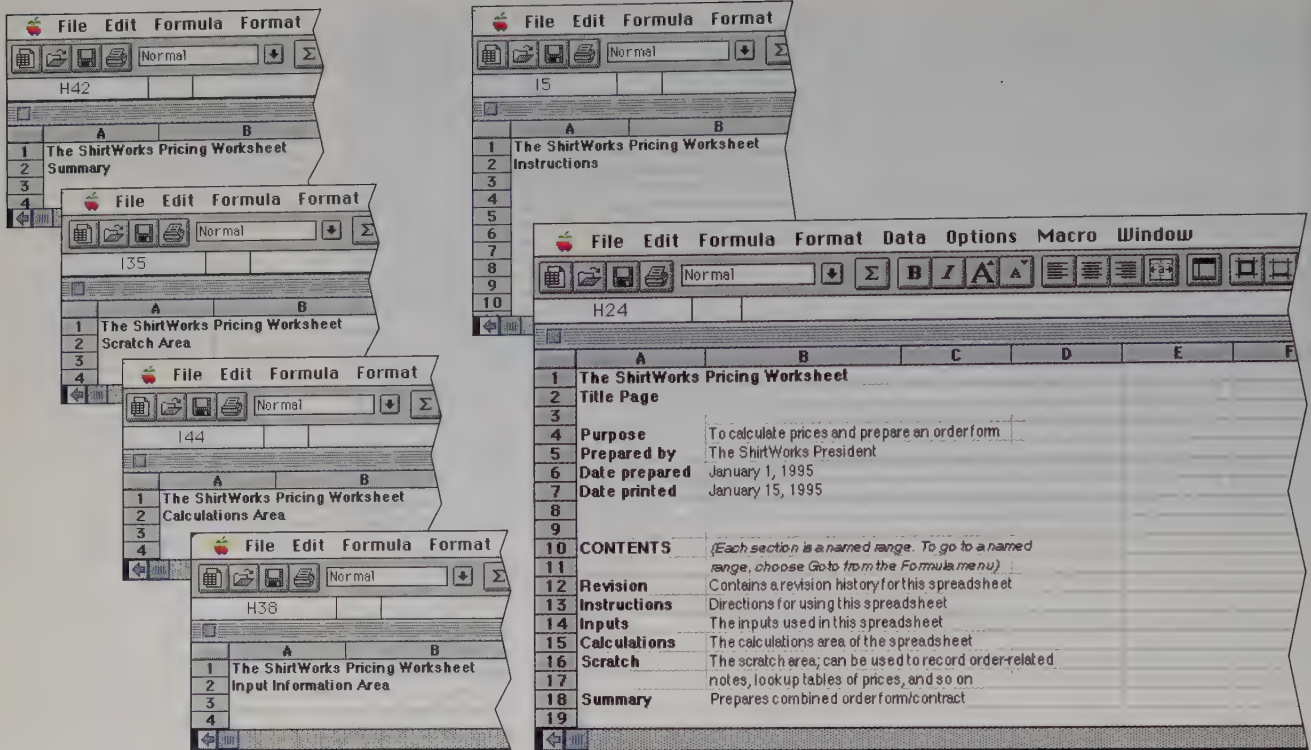 File Edit Formula Format
Normal Σ
H42
A B
1 The ShirtWorks Pricing Worksheet
2 Summary
3
4
File Edit Formula Format
Normal Σ
I35
A B
1 The ShirtWorks Pricing Worksheet
2 Scratch Area
3
4
File Edit Formula Format
Normal Σ
I44
A B
1 The ShirtWorks Pricing Worksheet
2 Calculations Area
3
4
File Edit Formula Format
Normal Σ
H38
A B
1 The ShirtWorks Pricing Worksheet
2 Input Information Area
3
4
File Edit Formula Format
Normal Σ
I5
A B
1 The ShirtWorks Pricing Worksheet
2 Instructions
3
4
5
6
7
8
9
10
File Edit Formula Format Data Options Macro Window
Normal Σ B I A A
H24
A B C D E F
1 The ShirtWorks Pricing Worksheet
2 Title Page
3
4 Purpose To calculate prices and prepare an order form
5 Prepared by The ShirtWorks President
6 Date prepared January 1, 1995
7 Date printed January 15, 1995
8
9
10 CONTENTS (Each section is a named range. To go to a named
11 range, choose Goto from the Formula menu)
12 Revision Contains a revision history for this spreadsheet
13 Instructions Directions for using this spreadsheet
14 Inputs The inputs used in this spreadsheet
15 Calculations The calculations area of the spreadsheet
16 Scratch The scratch area; can be used to record order-related
17 notes, lookup tables of prices, and so on
18 Summary Prepares combined order form/contract
19